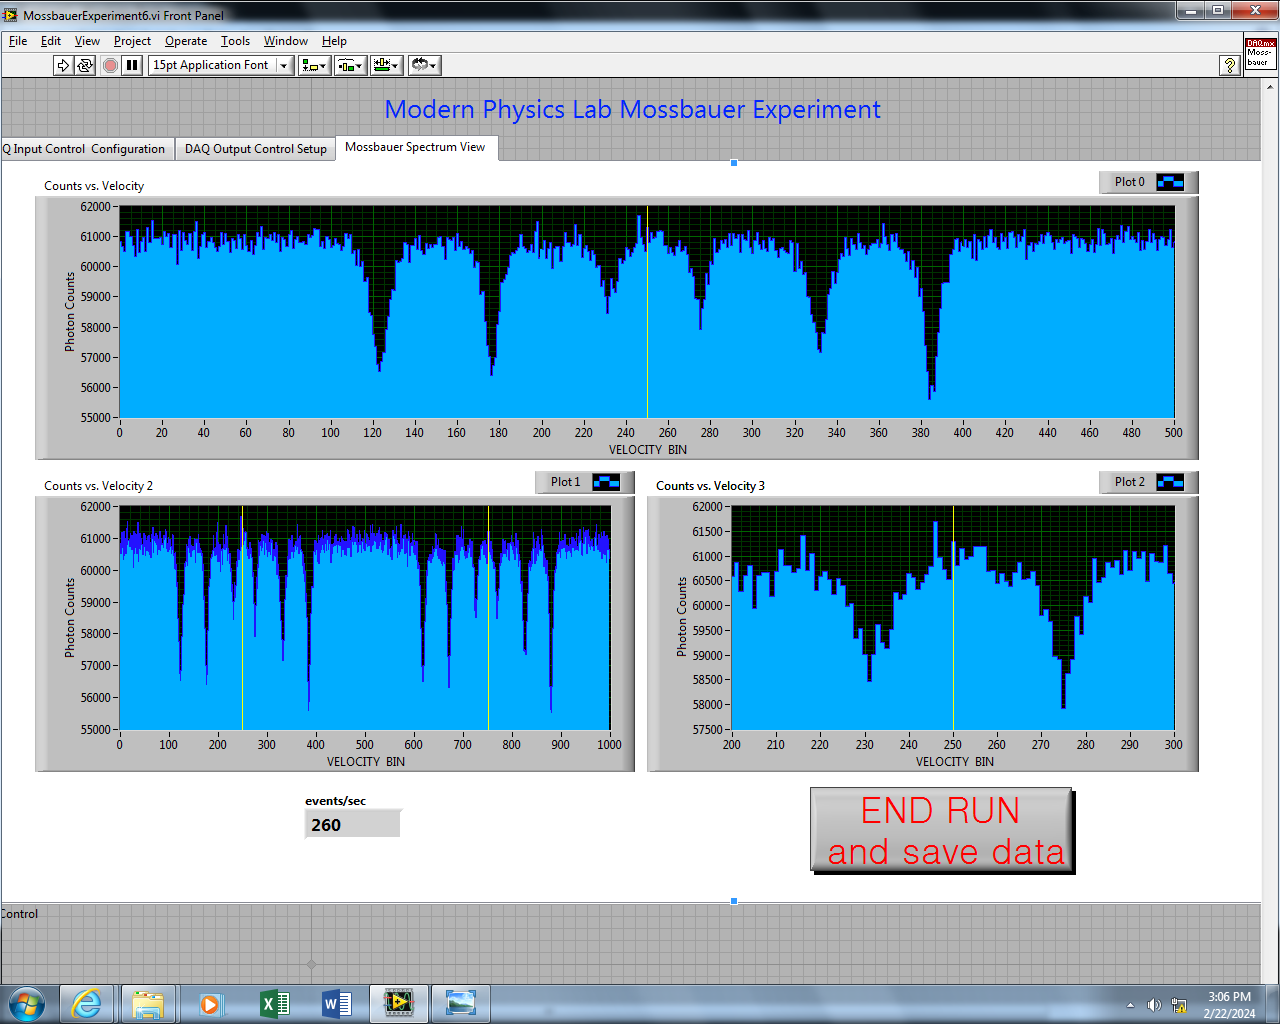 MossbauerExperiment6.vi Front Panel
File Edit View Project Operate Tools Window Help
15pt Application Font
DAQmx
Moss-
bauer
Modern Physics Lab Mossbauer Experiment
Q Input Control Configuration DAQ Output Control Setup Mossbauer Spectrum View
Counts vs. Velocity Plot 0
62000
61000
60000
59000
58000
57000
56000
55000
Photon Counts
0 20 40 60 80 100 120 140 160 180 200 220 240 260 280 300 320 340 360 380 400 420 440 460 480 500
VELOCITY BIN
Counts vs. Velocity 2 Plot 1
62000
61000
60000
59000
58000
57000
56000
55000
Photon Counts
0 100 200 300 400 500 600 700 800 900 1000
VELOCITY BIN
Counts vs. Velocity 3 Plot 2
62000
61500
61000
60500
60000
59500
59000
58500
58000
57500
Photon Counts
200 210 220 230 240 250 260 270 280 290 300
VELOCITY BIN
events/sec
260
END RUN
and save data
Control
3:06 PM
2/22/2024